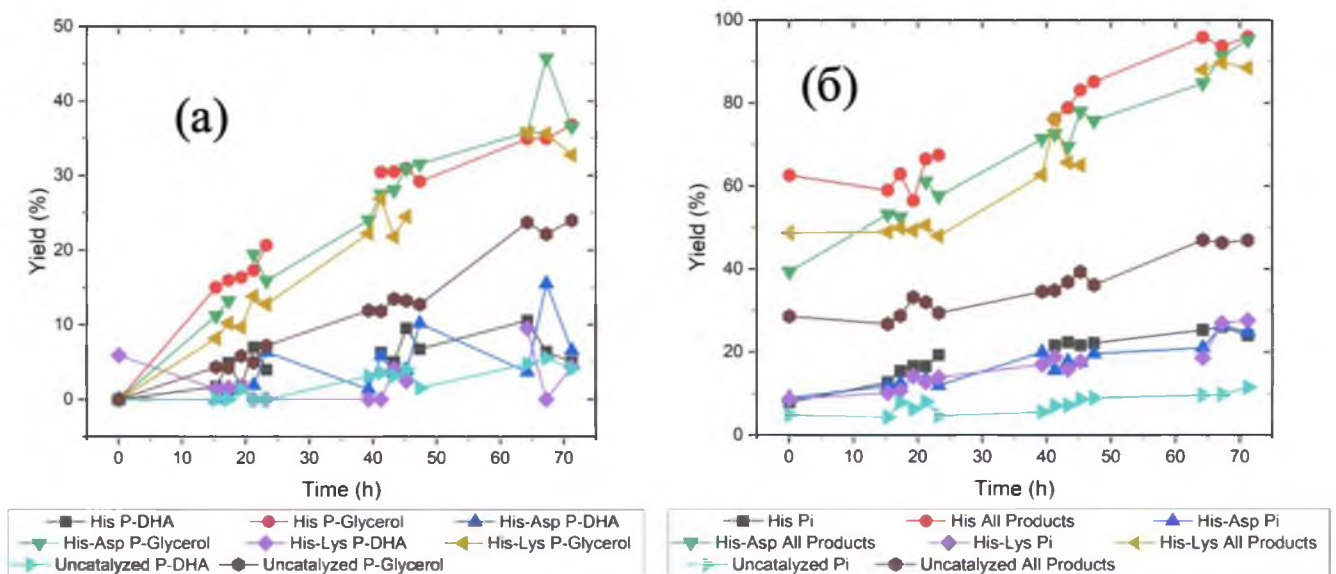 50
40
30
20
10
0
Yield (%)
(а)
0 10 20 30 40 50 60 70
Time (h)
His P-DHA His P-Glycerol His-Asp P-DHA
His-Asp P-Glycerol His-Lys P-DHA His-Lys P-Glycerol
Uncatalyzed P-DHA Uncatalyzed P-Glycerol
100
80
60
40
20
0
Yield (%)
(б)
0 10 20 30 40 50 60 70
Time (h)
His Pi His All Products His-Asp Pi
His-Asp All Products His-Lys Pi His-Lys All Products
Uncatalyzed Pi Uncatalyzed All Products